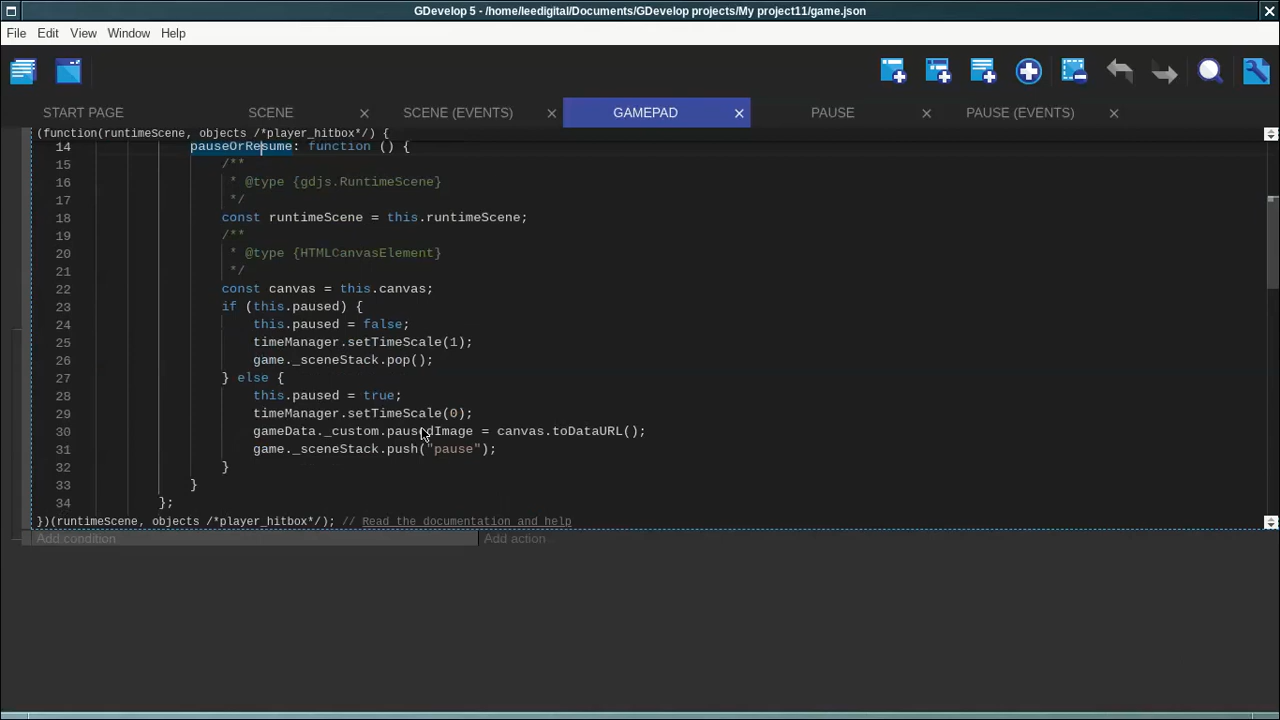 GDevelop 5 - /home/leedigital/Documents/GDevelop projects/My project11/game.json
File Edit View Window Help
START PAGE SCENE SCENE (EVENTS) GAMEPAD PAUSE PAUSE (EVENTS)
(function(runtimeScene, objects /*player_hitbox*/) {
14 pauseOrResume: function () {
15 /**
16 * @type {gdjs.RuntimeScene}
17 */
18 const runtimeScene = this.runtimeScene;
19 /**
20 * @type {HTMLCanvasElement}
21 */
22 const canvas = this.canvas;
23 if (this.paused) {
24 this.paused = false;
25 timeManager.setTimeScale(1);
26 game._sceneStack.pop();
27 } else {
28 this.paused = true;
29 timeManager.setTimeScale(0);
30 gameData._custom.pausedImage = canvas.toDataURL();
31 game._sceneStack.push("pause");
32 }
33 }
34 };
})(runtimeScene, objects /*player_hitbox*/); // Read the documentation and help
Add condition Add action